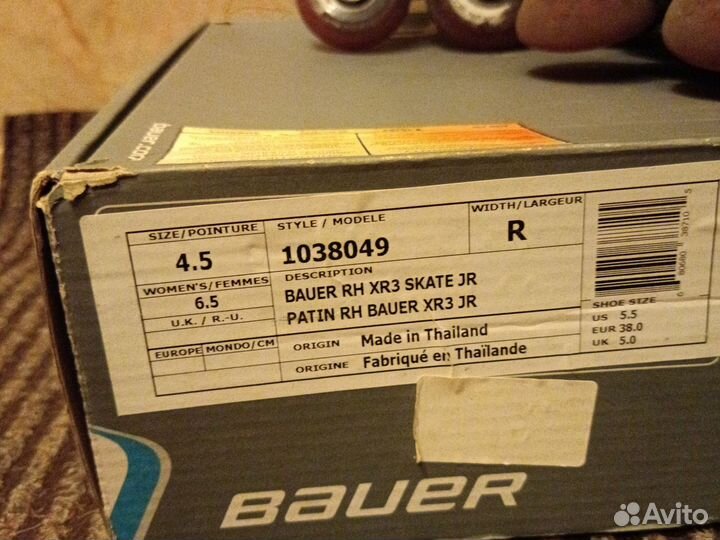 bauer.com
SIZE/POINTURE
4.5
WOMEN'S/FEMMES
6.5
U.K. / R.-U.
EUROPE MONDO/CM
STYLE / MODELE
1038049
DESCRIPTION
BAUER RH XR3 SKATE JR
PATIN RH BAUER XR3 JR
ORIGIN Made in Thailand
ORIGINE Fabriqué en Thaïlande
WIDTH/LARGEUR
R
SHOE SIZE
US 5.5
EUR 38.0
UK 5.0
BAUER
Avito